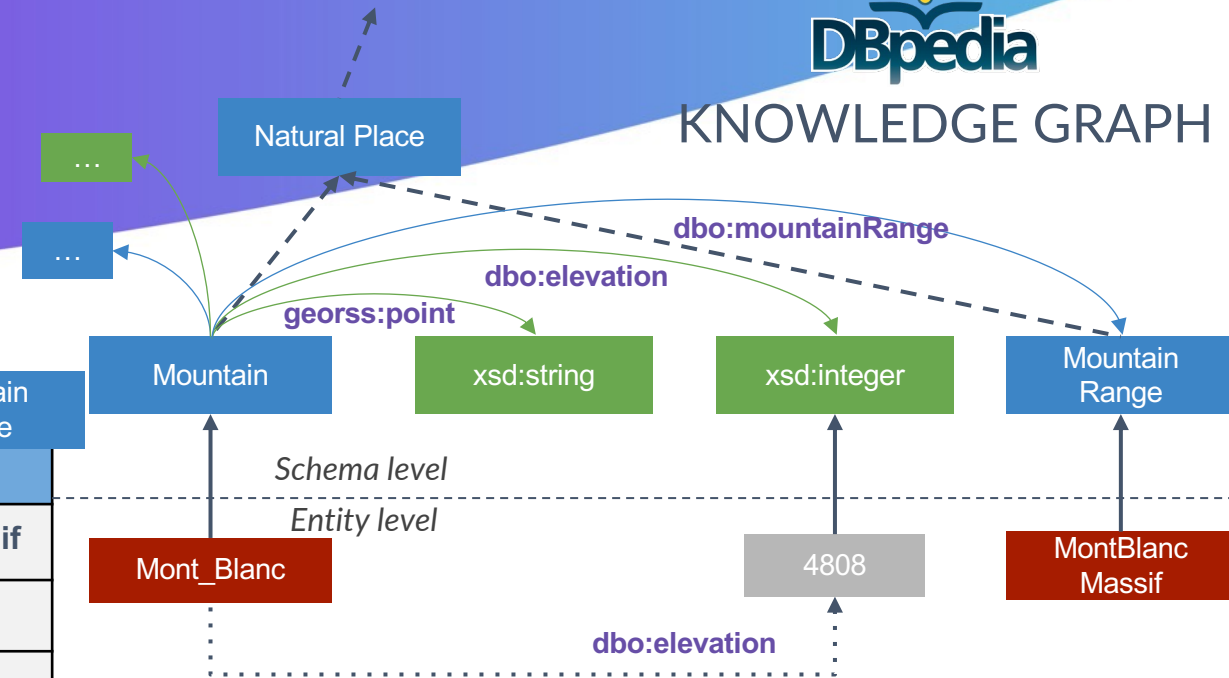 DBpedia
KNOWLEDGE GRAPH
Natural Place
…
…
dbo:mountainRange
dbo:elevation
georss:point
Mountain
xsd:string
xsd:integer
Mountain
Range
Schema level
Entity level
Mont_Blanc
4808
MontBlanc
Massif
dbo:elevation